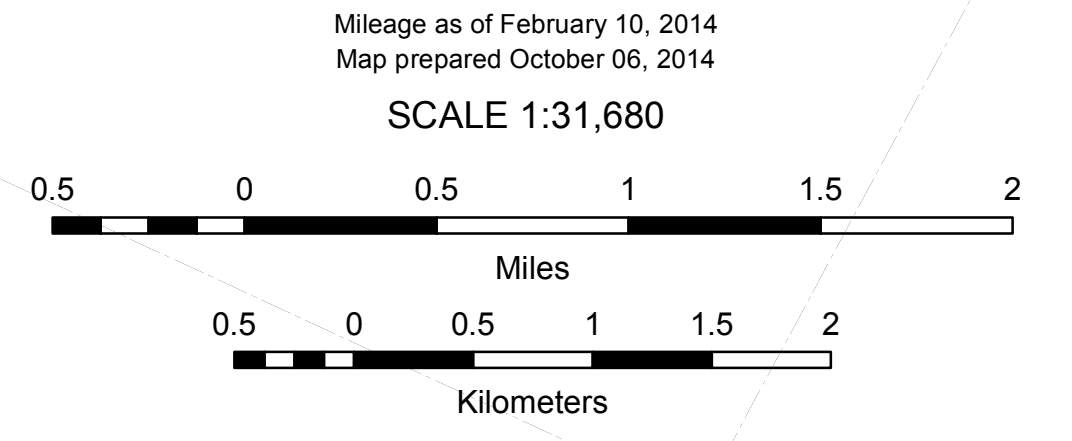 Mileage as of February 10, 2014
Map prepared October 06, 2014
SCALE 1:31,680
0.5 0 0.5 1 1.5 2
Miles
0.5 0 0.5 1 1.5 2
Kilometers